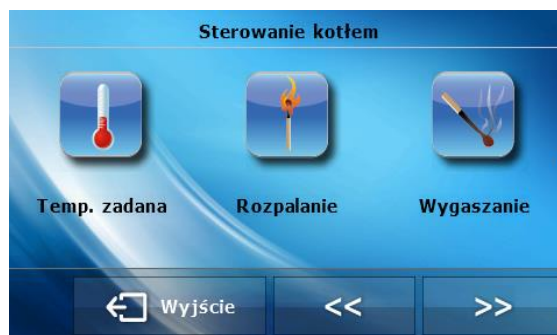 Sterowanie kotłem
Temp. zadana Rozpalanie Wygaszanie
Wyjście << >>